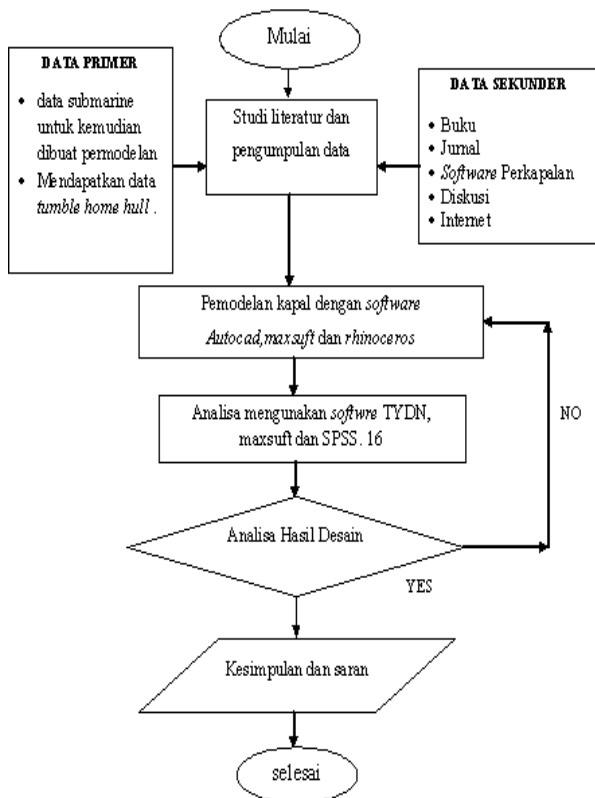 Mulai
DATA PRIMER
• data submarine
untuk kemudian
dibuat permodelan
• Mendapatkan data
tumble home hull .
Studi literatur dan
pengumpulan data
DATA SEKUNDER
• Buku
• Jurnal
• Software Perkapalan
• Diskusi
• Internet
Pemodelan kapal dengan software
Autocad,maxsuft dan rhinoceros
Analisa mengunakan softwre TYDN,
maxsuft dan SPSS . 16
NO
Analisa Hasil Desain
YES
Kesimpulan dan saran
selesai